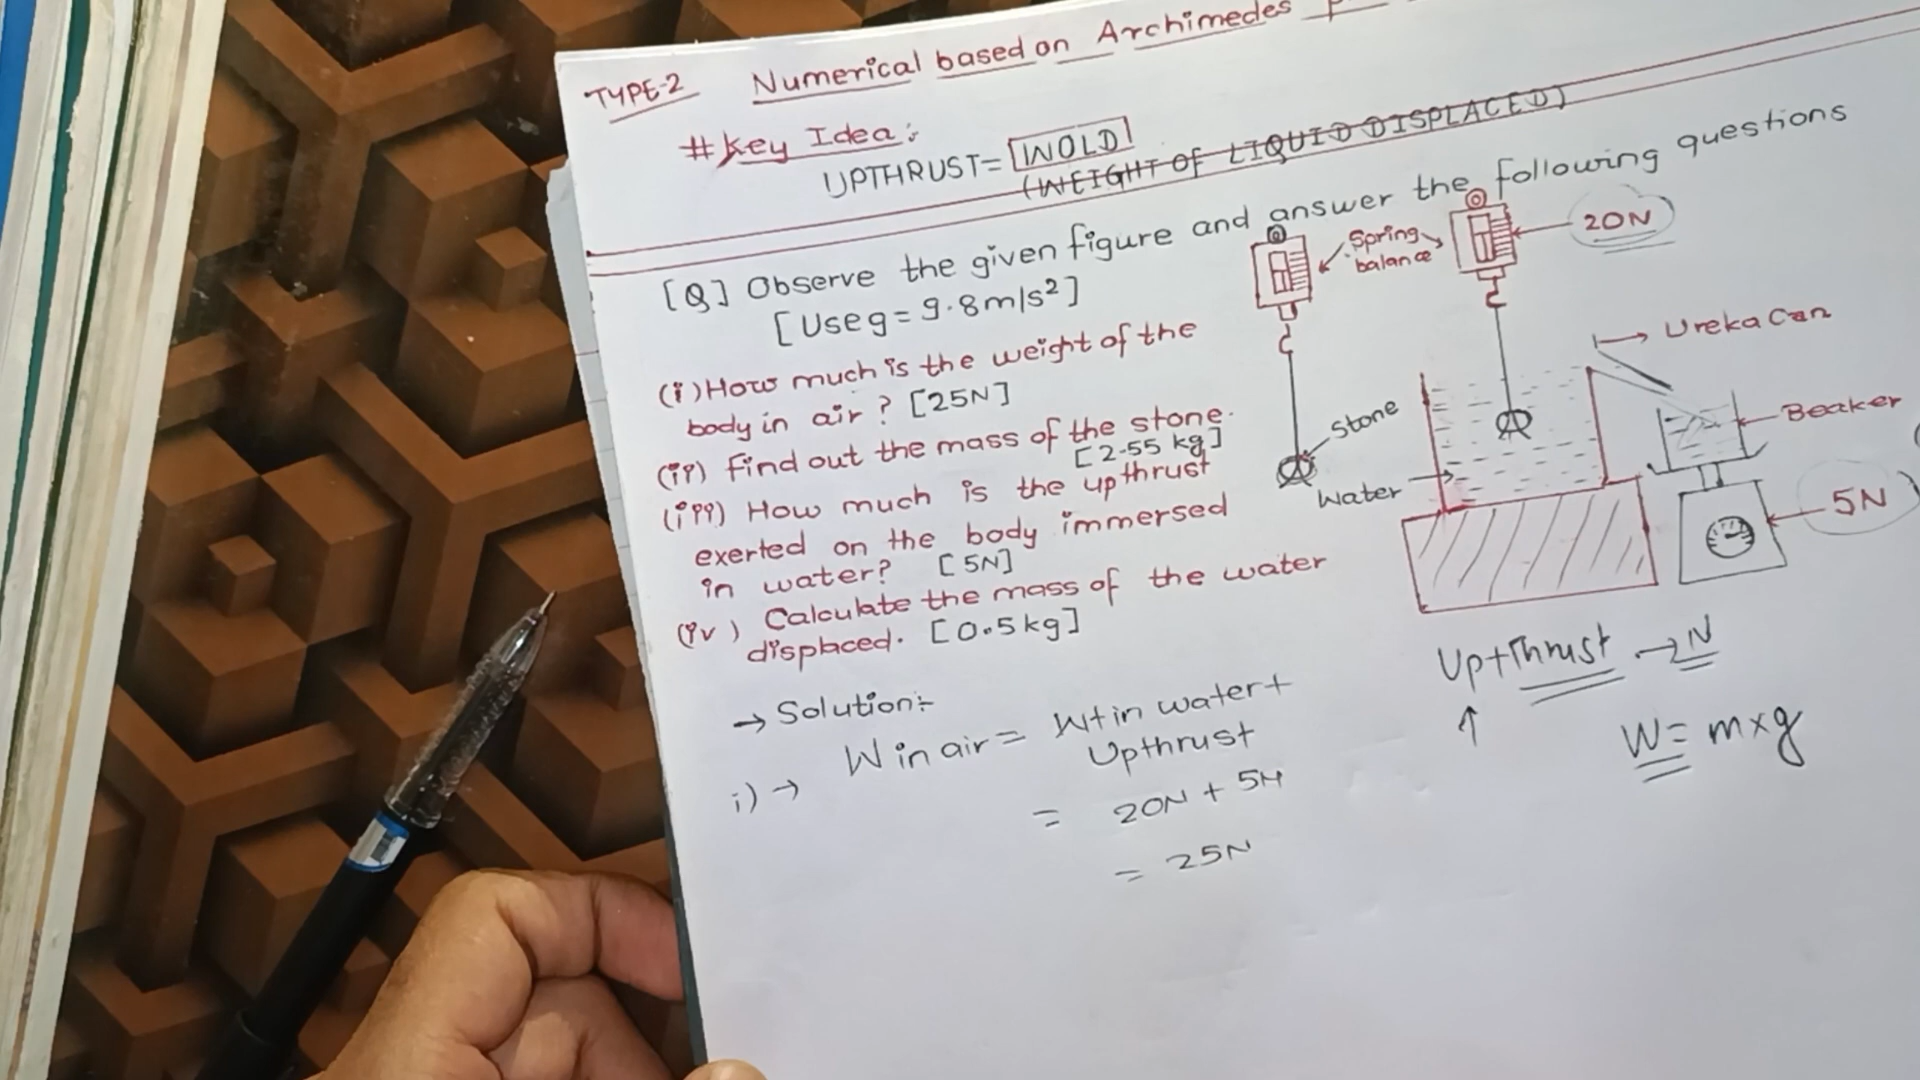 TYPE-2 Numerical based on Archimedes
#Key Idea:
UPTHRUST= WOLD
(WEIGHT OF LIQUID DISPLACED)
[Q] Observe the given figure and answer the following questions
[Use g= 9.8m/s²]
(i) How much is the weight of the
body in air? [25N]
(ii) Find out the mass of the stone.
[2.55 kg]
(iii) How much is the upthrust
exerted on the body immersed
in water? [5N]
(iv) Calculate the mass of the water
displaced. [0.5kg]
Spring
balance
20N
Ureka Can
Beaker
Stone
Water
5N
→ Solution:-
i) → W in air = Wt in water +
Upthrust
= 20N + 5N
= 25N
Up+Thrust → N
↑
W = m×g